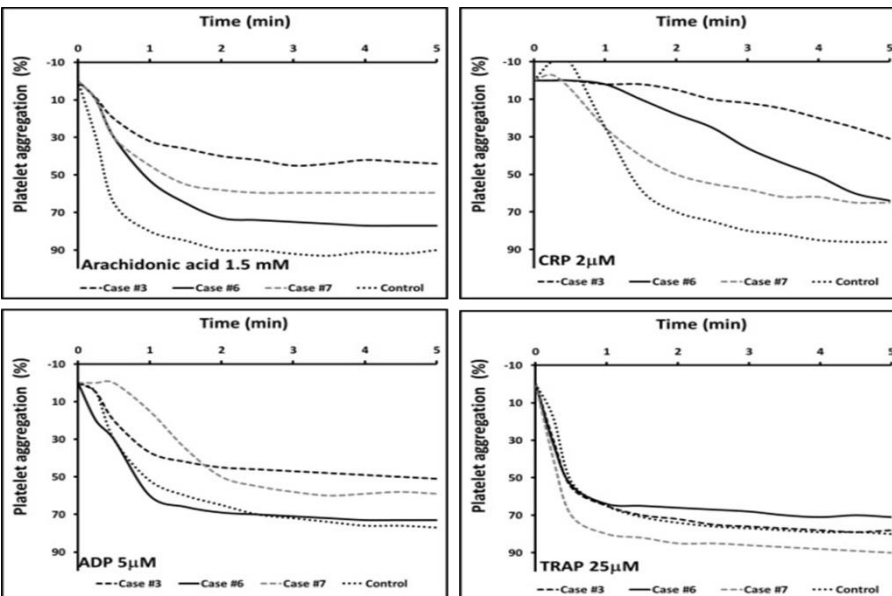 Time (min)
0 1 2 3 4 5
Platelet aggregation (%)
-10
10
30
50
70
90
Arachidonic acid 1.5 mM
Case #3 Case #6 Case #7 Control
Time (min)
0 1 2 3 4 5
Platelet aggregation (%)
-10
10
30
50
70
90
CRP 2μM
Case #3 Case #6 Case #7 Control
Time (min)
0 1 2 3 4 5
Platelet aggregation (%)
-10
10
30
50
70
90
ADP 5μM
Case #3 Case #6 Case #7 Control
Time (min)
0 1 2 3 4 5
Platelet aggregation (%)
-10
10
30
50
70
90
TRAP 25μM
Case #3 Case #6 Case #7 Control